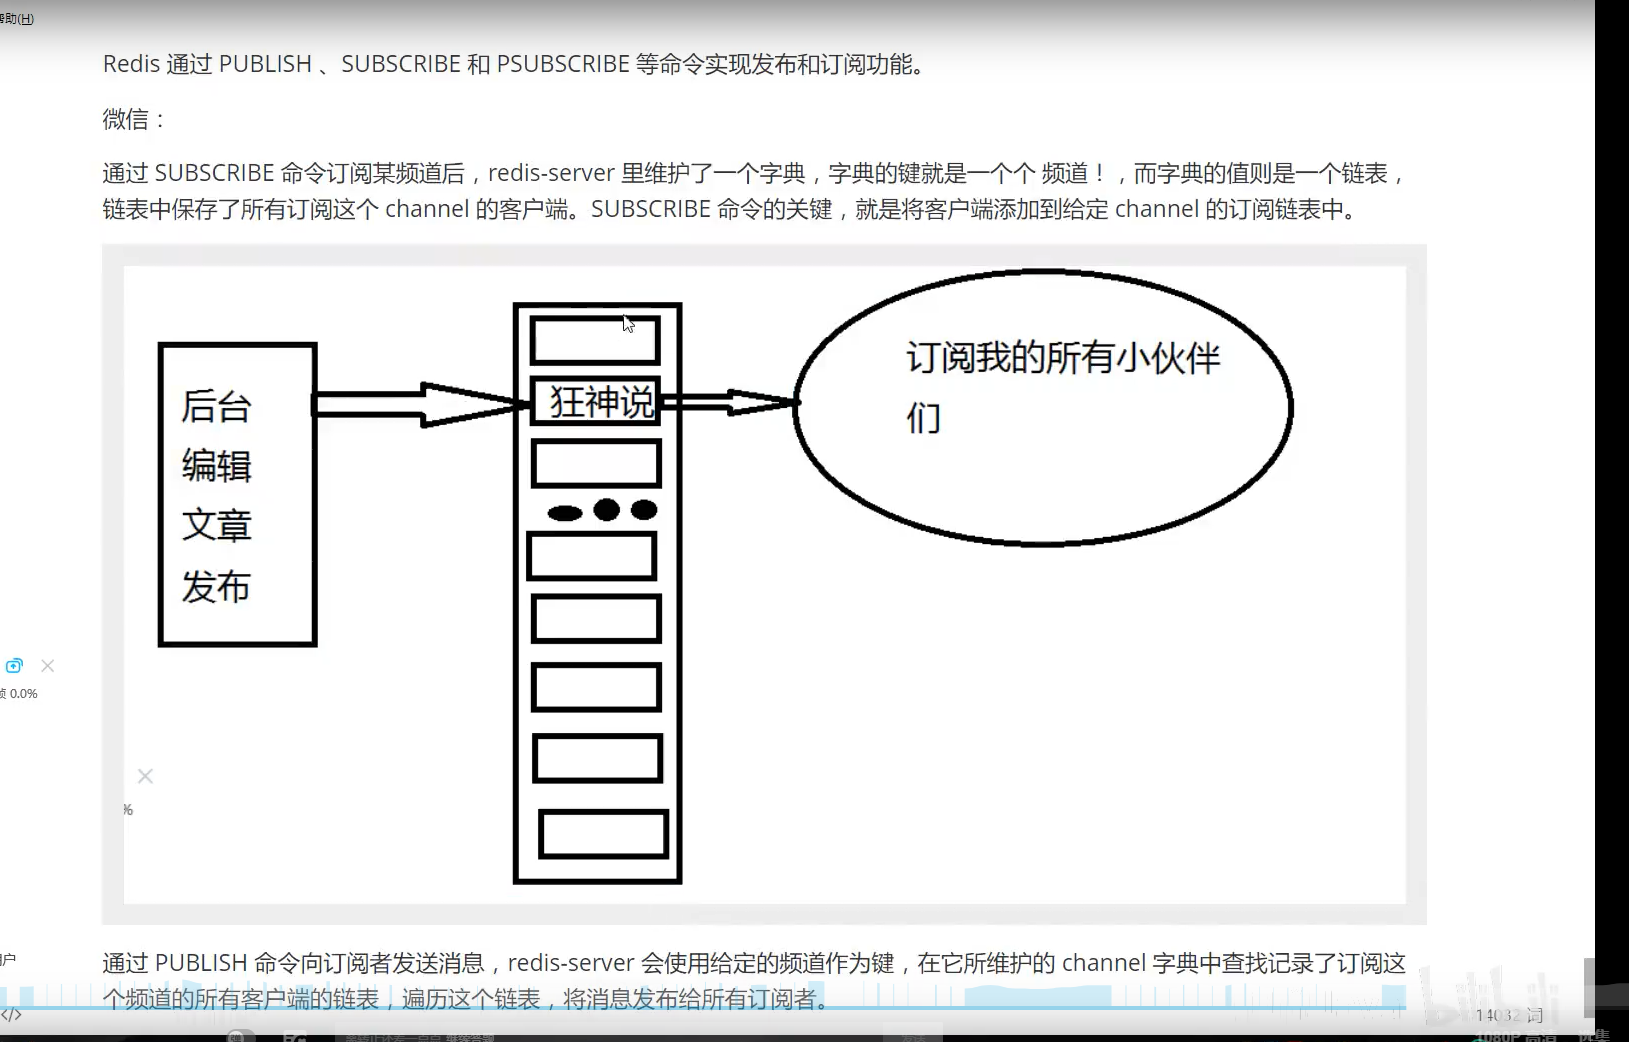 帮助(H)
Redis 通过 PUBLISH 、SUBSCRIBE 和 PSUBSCRIBE 等命令实现发布和订阅功能。
微信：
通过 SUBSCRIBE 命令订阅某频道后，redis-server 里维护了一个字典，字典的键就是一个个 频道！，而字典的值则是一个链表，
链表中保存了所有订阅这个 channel 的客户端。SUBSCRIBE 命令的关键，就是将客户端添加到给定 channel 的订阅链表中。
后台
编辑
文章
发布
狂神说
订阅我的所有小伙伴
们
0.0%
%
通过 PUBLISH 命令向订阅者发送消息，redis-server 会使用给定的频道作为键，在它所维护的 channel 字典中查找记录了订阅这
个频道的所有客户端的链表，遍历这个链表，将消息发布给所有订阅者。
</>
bilibili
14032 词
1080P 高清
选集